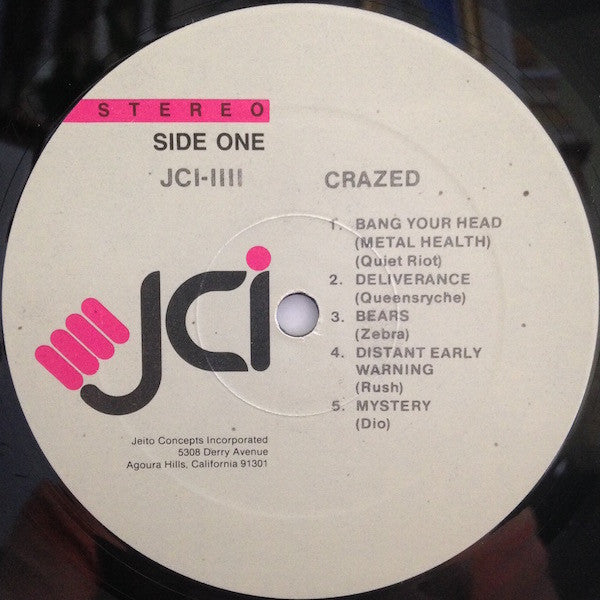 STEREO
SIDE ONE
JCI-1111
CRAZED
1. BANG YOUR HEAD
(METAL HEALTH)
(Quiet Riot)
2. DELIVERANCE
(Queensryche)
3. BEARS
(Zebra)
4. DISTANT EARLY
WARNING
(Rush)
5. MYSTERY
(Dio)
JCi
Jeito Concepts Incorporated
5308 Derry Avenue
Agoura Hills, California 91301